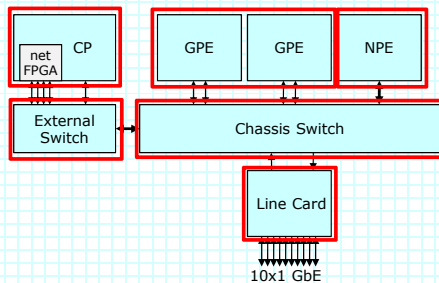 net
FPGA
CP
GPE
GPE
NPE
External
Switch
Chassis Switch
Line Card
10x1 GbE